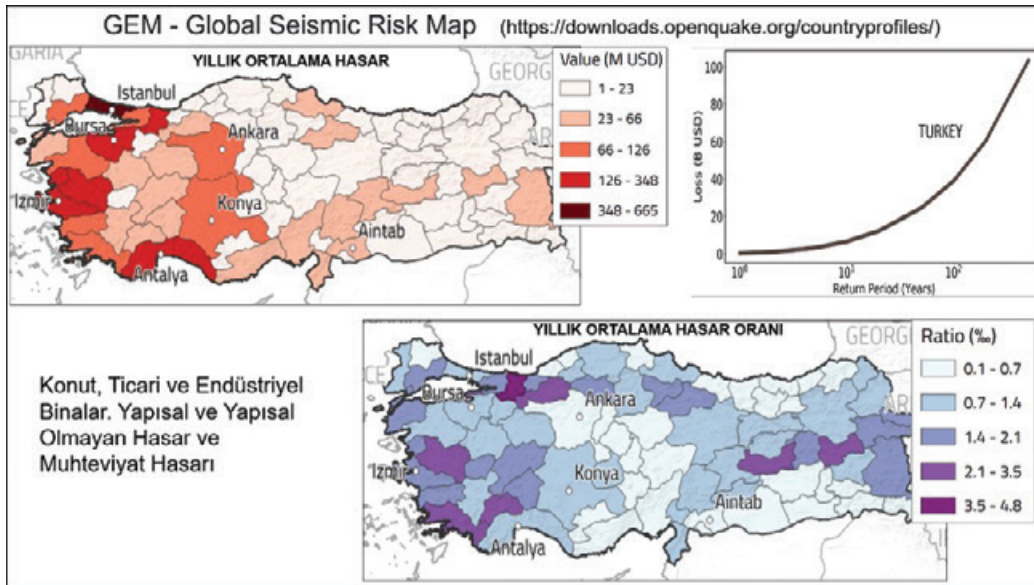 GEM - Global Seismic Risk Map (https://downloads.openquake.org/countryprofiles/)
GARIA
YILLIK ORTALAMA HASAR
GEORG
Istanbul
Bursa
Ankara
Izmir
Konya
Aintab
Antalya
Value (M USD)
1 - 23
23 - 66
66 - 126
126 - 348
348 - 665
Loss (B USD)
100
80
60
40
20
0
TURKEY
10⁰
10¹
10²
Return Period (Years)
Konut, Ticari ve Endüstriyel
Binalar. Yapısal ve Yapısal
Olmayan Hasar ve
Muhteviyat Hasarı
GARIA
YILLIK ORTALAMA HASAR ORANI
GEORG
CE
Istanbul
Bursa
Ankara
Izmir
Konya
Aintab
Antalya
Ratio (‰)
0.1 - 0.7
0.7 - 1.4
1.4 - 2.1
2.1 - 3.5
3.5 - 4.8